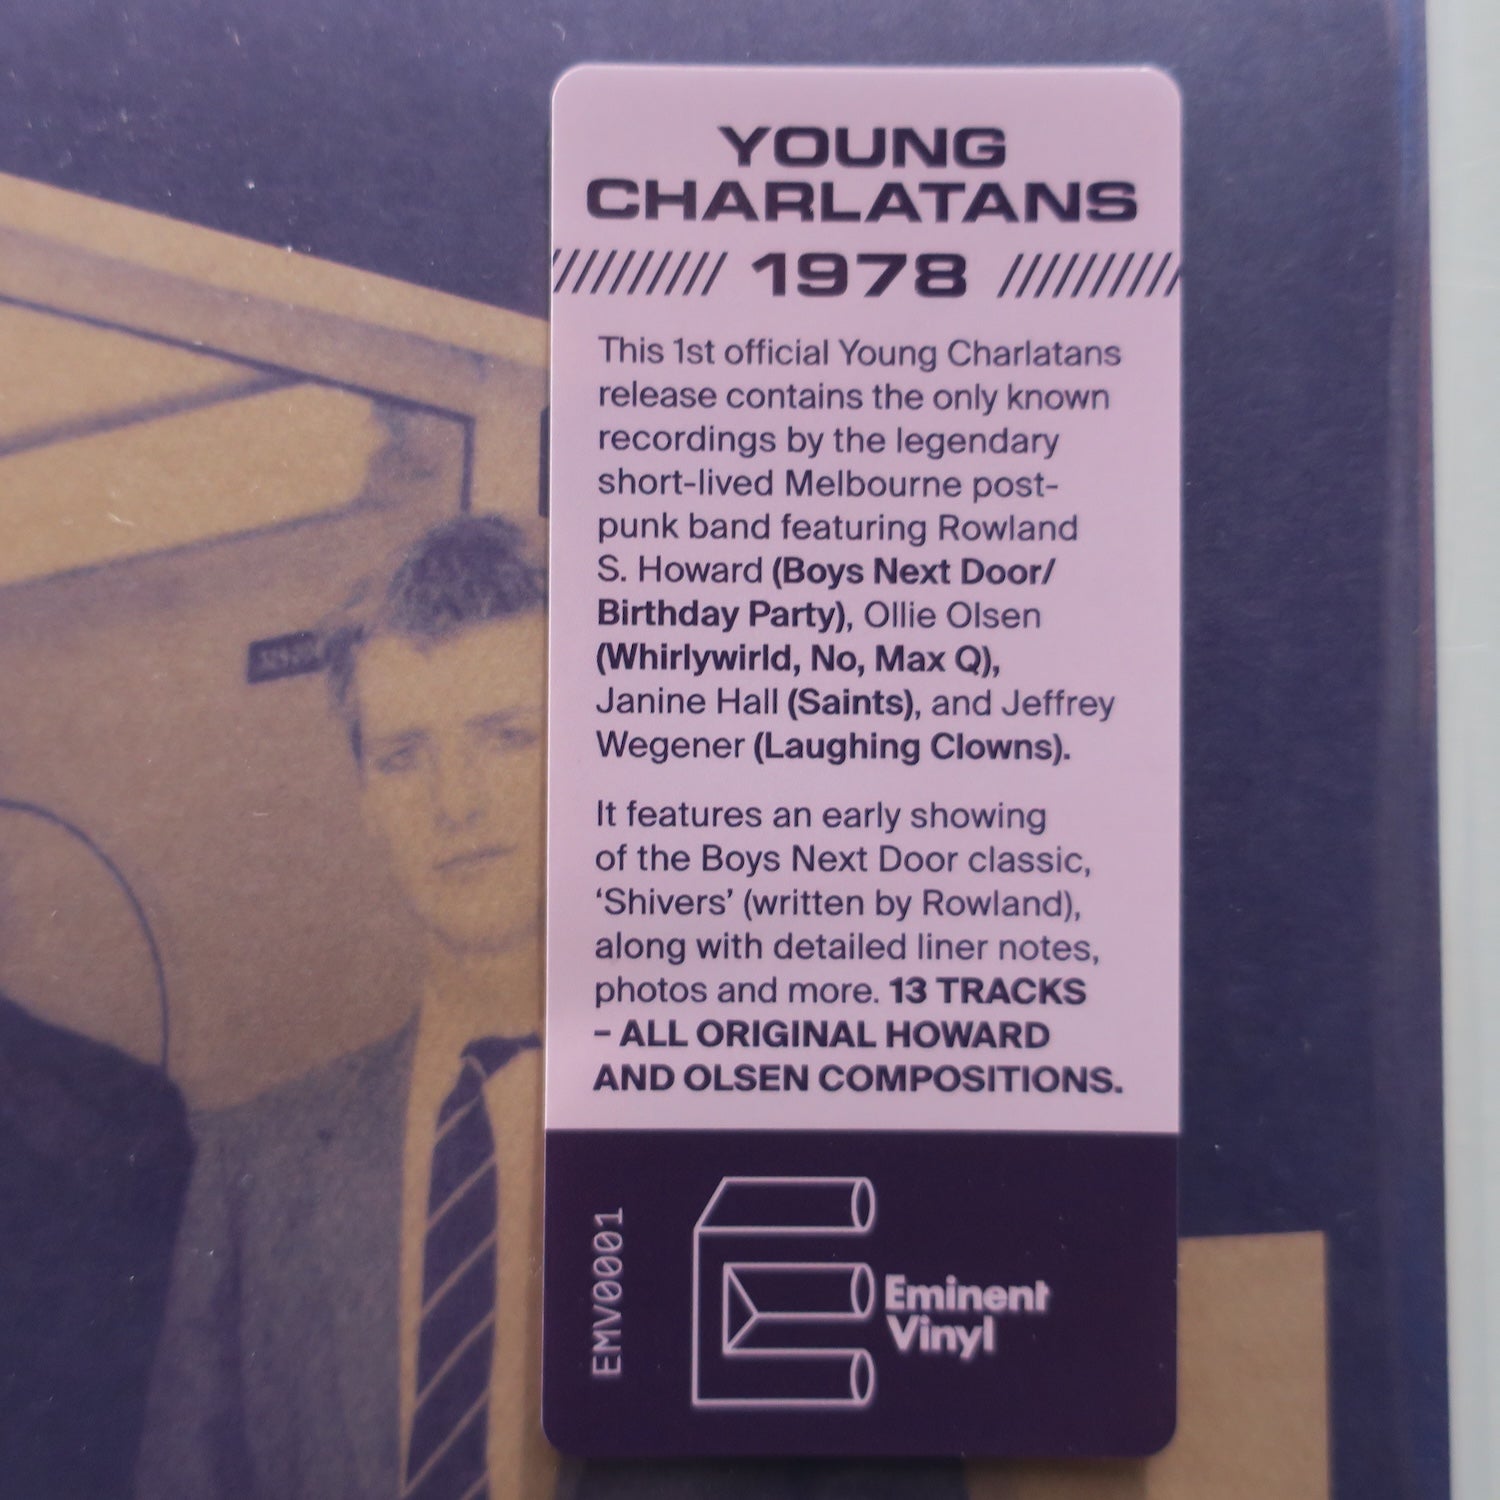 YOUNG
CHARLATANS
////////// 1978 //////////
This 1st official Young Charlatans
release contains the only known
recordings by the legendary
short-lived Melbourne post-
punk band featuring Rowland
S. Howard (Boys Next Door/
Birthday Party), Ollie Olsen
(Whirlywirld, No, Max Q),
Janine Hall (Saints), and Jeffrey
Wegener (Laughing Clowns).
It features an early showing
of the Boys Next Door classic,
‘Shivers’ (written by Rowland),
along with detailed liner notes,
photos and more. 13 TRACKS
– ALL ORIGINAL HOWARD
AND OLSEN COMPOSITIONS.
EMV0001
Eminent
Vinyl